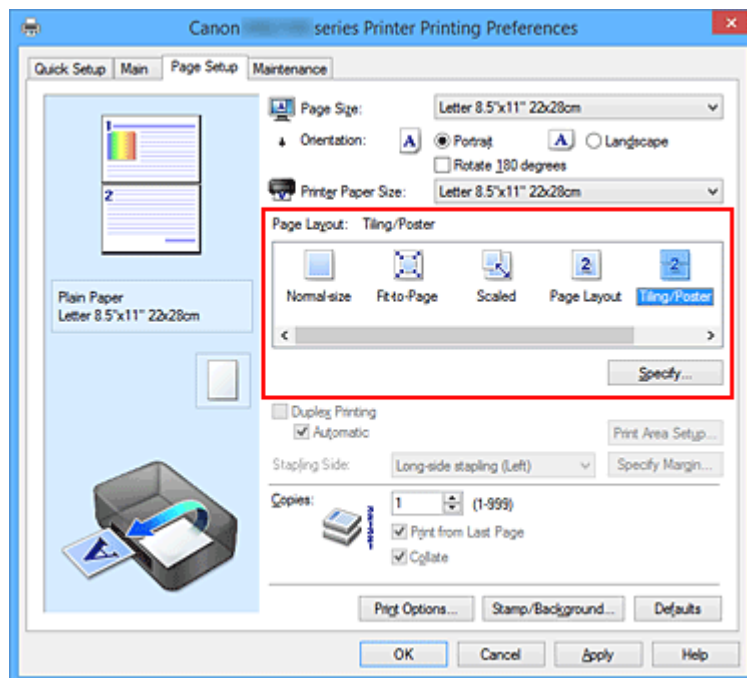 Canon series Printer Printing Preferences
Quick Setup Main Page Setup Maintenance
Page Size: Letter 8.5"x11" 22x28cm
Orientation: A Portrait A Landscape
Rotate 180 degrees
Printer Paper Size: Letter 8.5"x11" 22x28cm
Page Layout: Tiling/Poster
1
2
2 2
Normal-size Fit-to-Page Scaled Page Layout Tiling/Poster
Plain Paper
Letter 8.5"x11" 22x28cm
Specify...
Duplex Printing
Automatic Print Area Setup...
Stapling Side: Long-side stapling (Left) Specify Margin...
Copies: 1 (1-999)
Print from Last Page
Collate
A
Print Options... Stamp/Background... Defaults
OK Cancel Apply Help